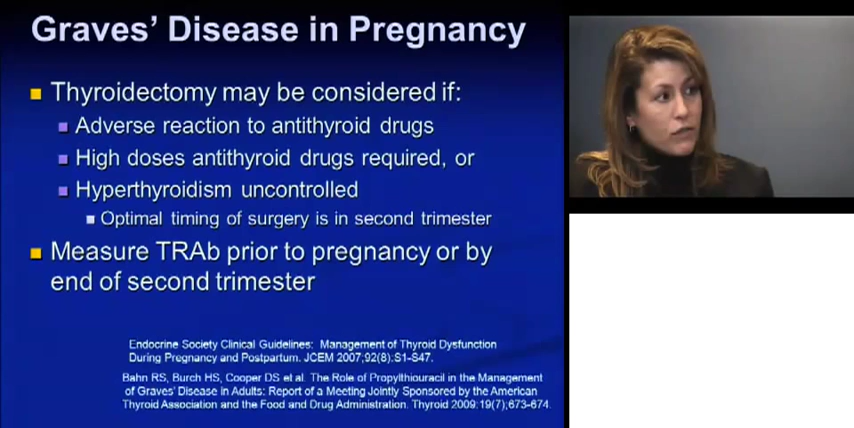 Graves' Disease in Pregnancy
Thyroidectomy may be considered if:
Adverse reaction to antithyroid drugs
High doses antithyroid drugs required, or
Hyperthyroidism uncontrolled
Optimal timing of surgery is in second trimester
Measure TRAb prior to pregnancy or by
end of second trimester
Endocrine Society Clinical Guidelines: Management of Thyroid Dysfunction
During Pregnancy and Postpartum. JCEM 2007;92(8):S1-S47.
Bahn RS, Burch HS, Cooper DS et al. The Role of Propylthiouracil in the Management
of Graves' Disease in Adults: Report of a Meeting Jointly Sponsored by the American
Thyroid Association and the Food and Drug Administration. Thyroid 2009:19(7);673-674.